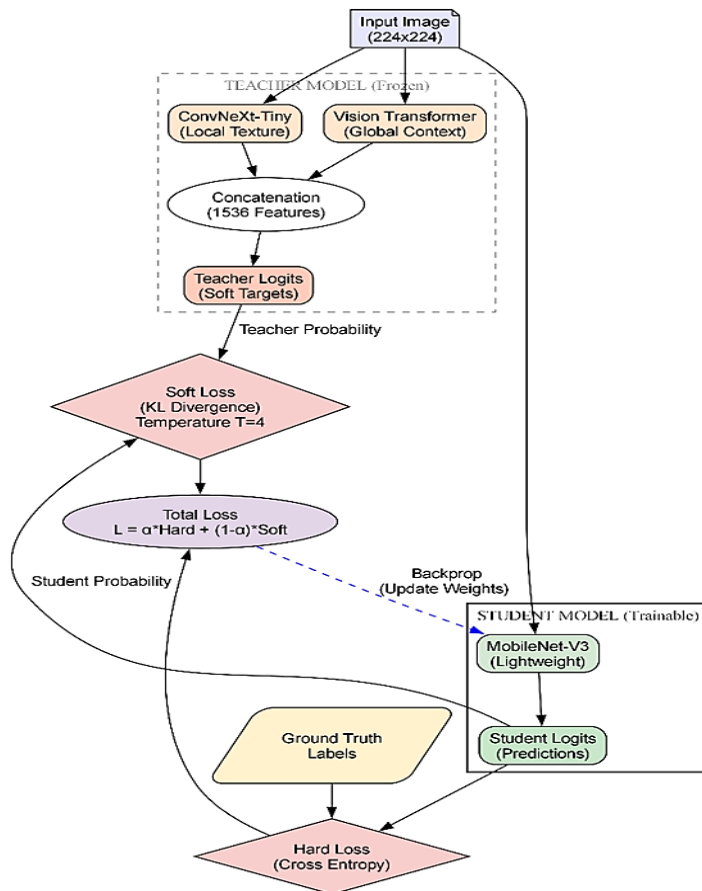 Input Image
(224x224)
TEACHER MODEL (Frozen)
ConvNeXt-Tiny
(Local Texture)
Vision Transformer
(Global Context)
Concatenation
(1536 Features)
Teacher Logits
(Soft Targets)
Teacher Probability
Soft Loss
(KL Divergence)
Temperature T=4
Total Loss
L = α*Hard + (1-α)*Soft
Student Probability
Backprop
(Update Weights)
STUDENT MODEL (Trainable)
MobileNet-V3
(Lightweight)
Student Logits
(Predictions)
Ground Truth
Labels
Hard Loss
(Cross Entropy)